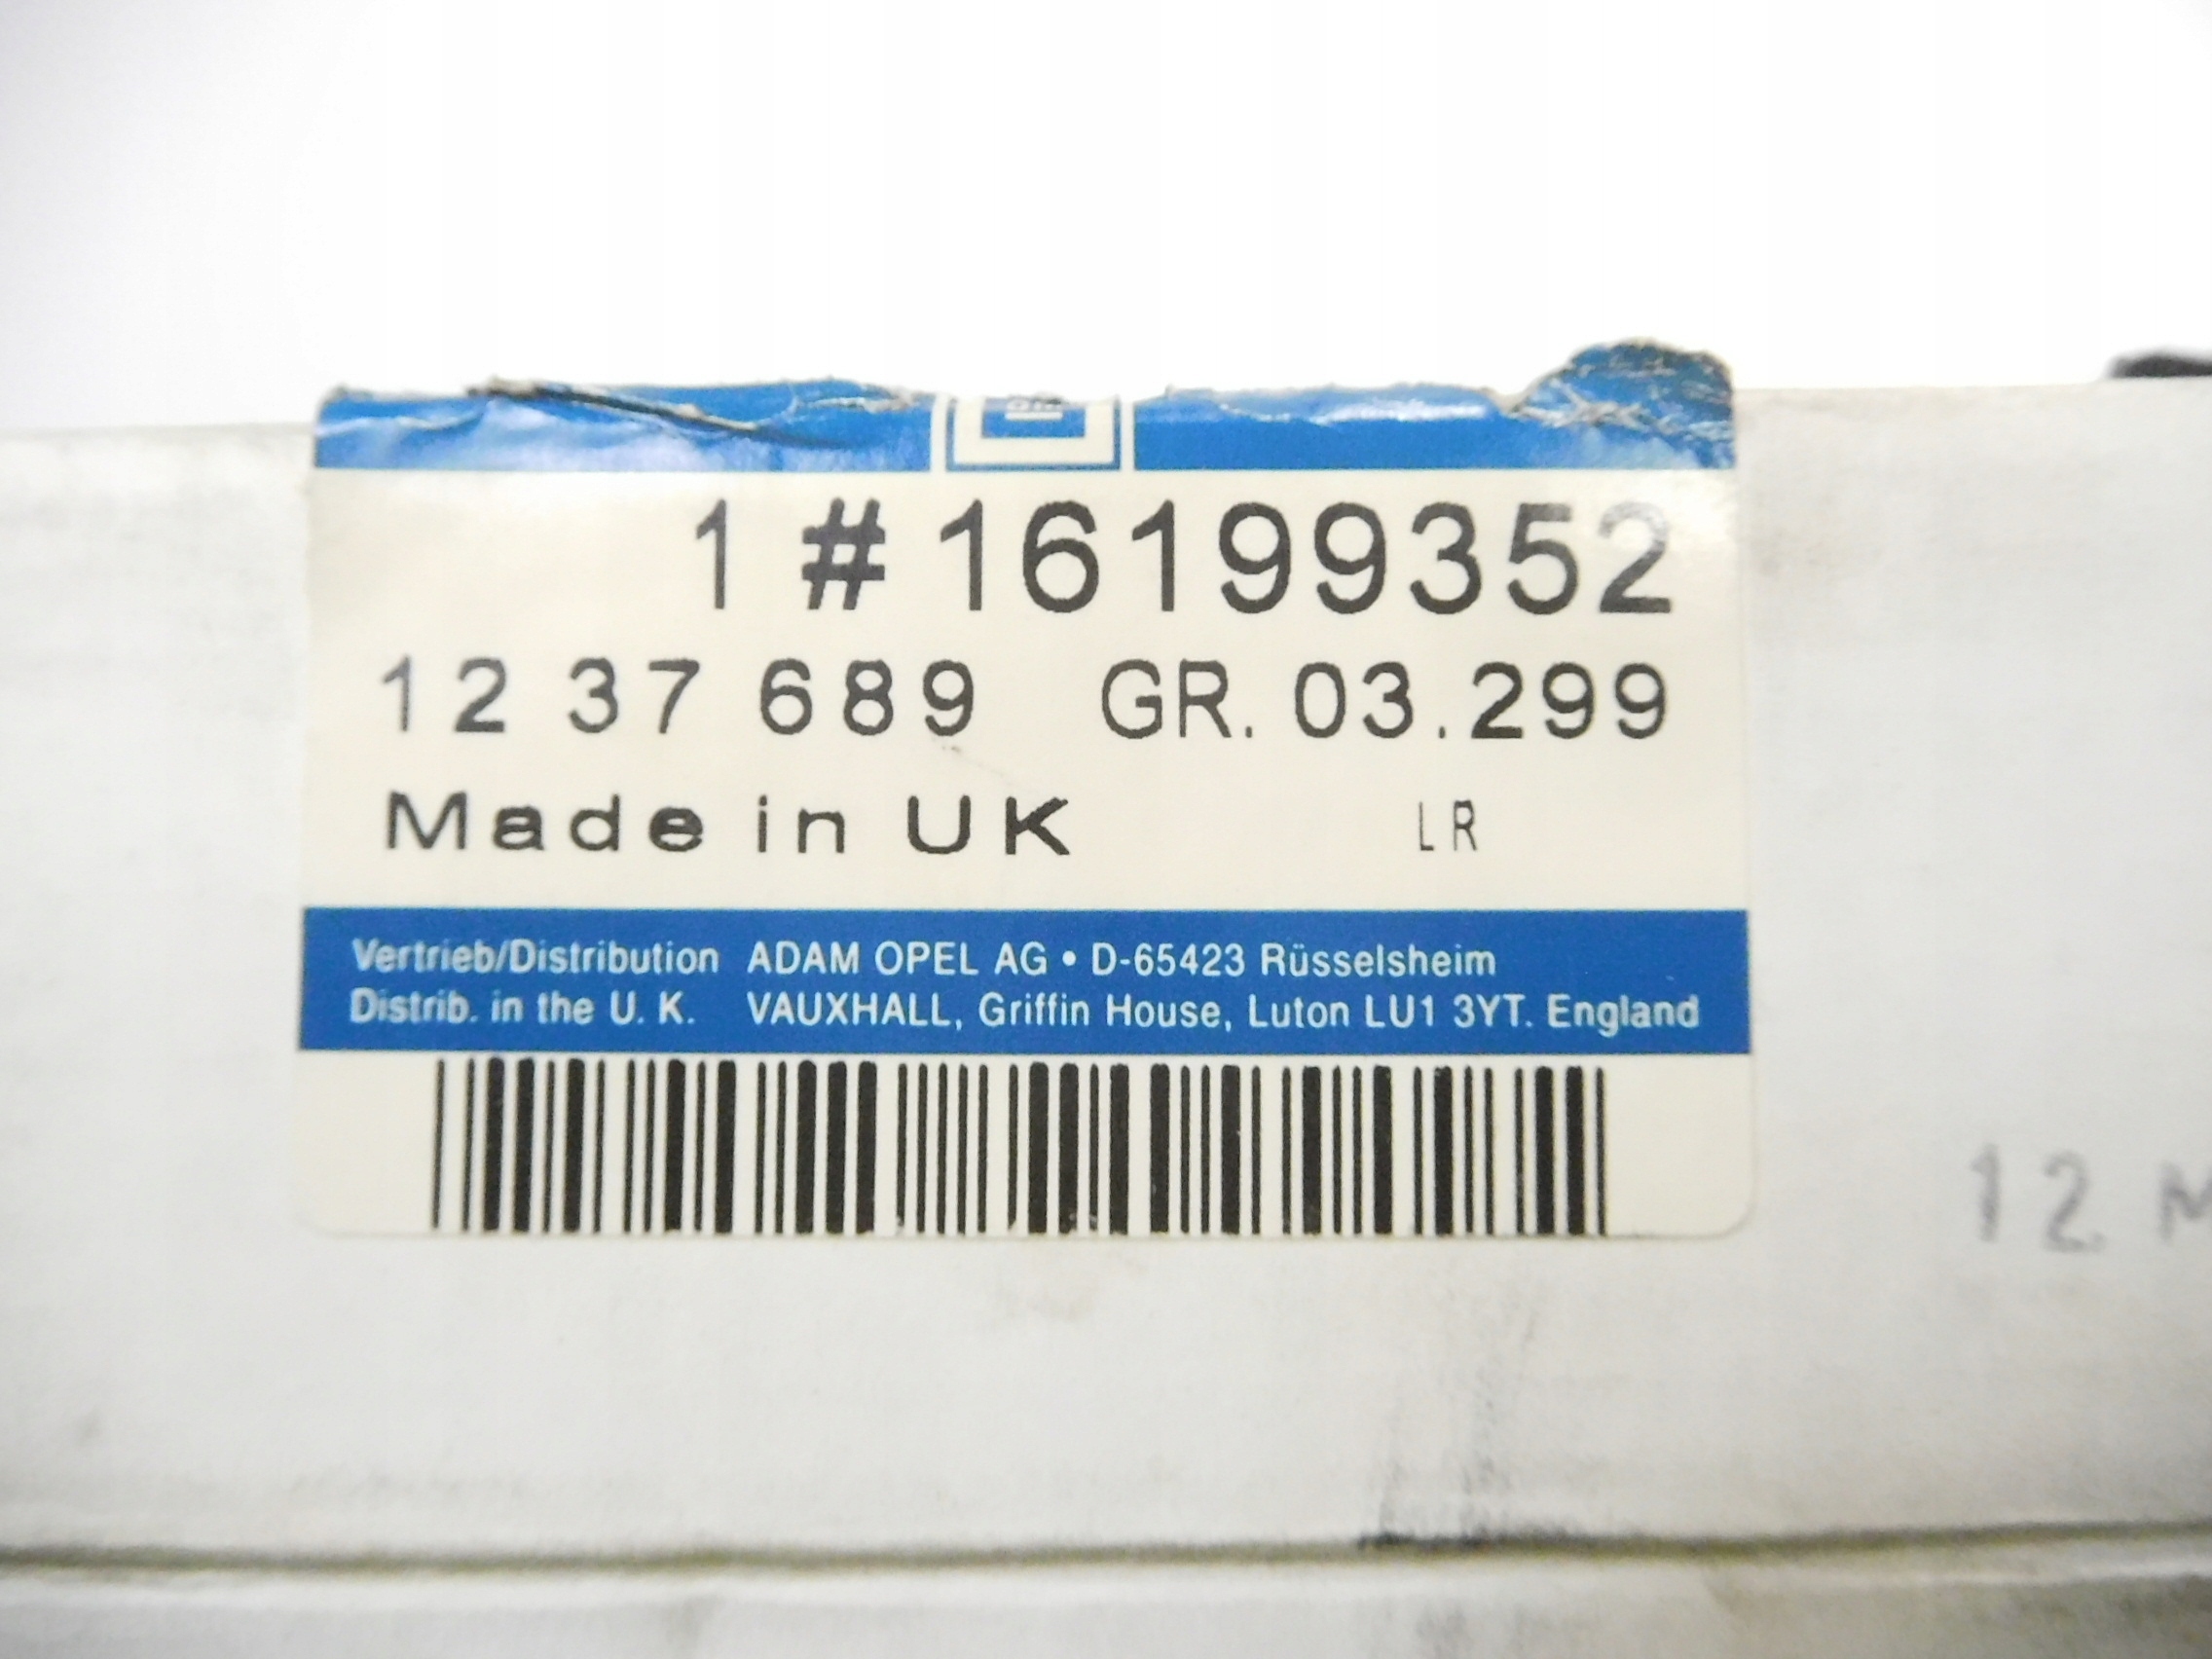 1 #16199352
12 37 689 GR. 03.299
Made in UK LR
Vertrieb/Distribution ADAM OPEL AG • D-65423 Rüsselsheim
Distrib. in the U. K. VAUXHALL, Griffin House, Luton LU1 3YT. England
12 M